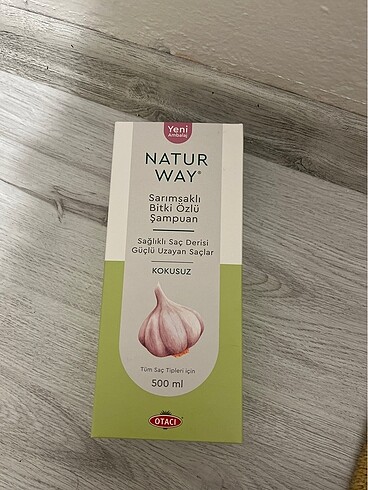 Yeni
Ambalaj
NATUR
WAY®
Sarımsaklı
Bitki Özlü
Şampuan
Sağlıklı Saç Derisi
Güçlü Uzayan Saçlar
KOKUSUZ
Tüm Saç Tipleri için
500 ml
OTACI